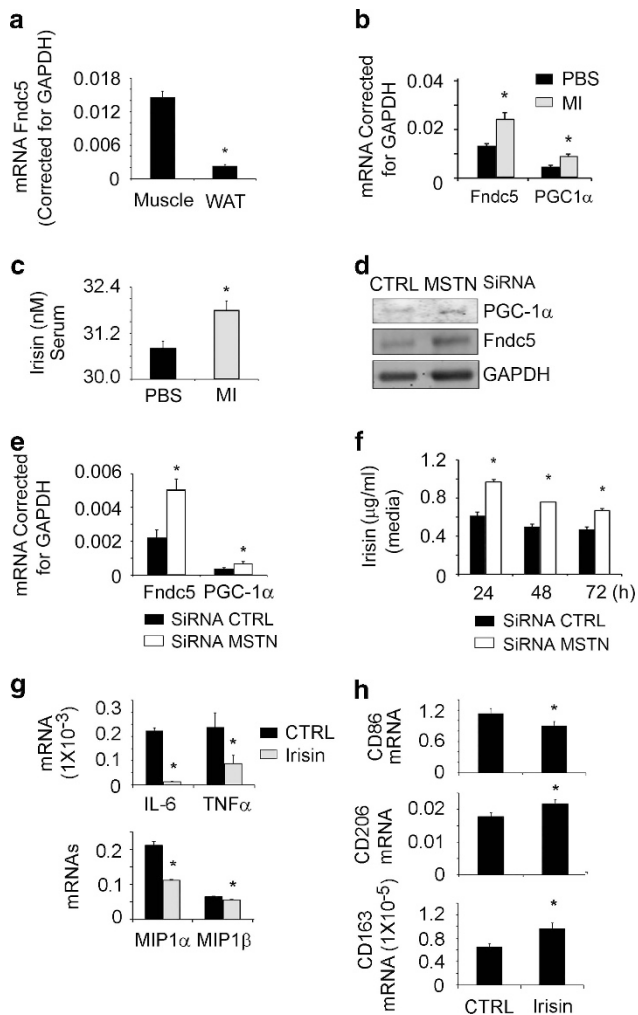 a
mRNA Fndc5
(Corrected for GAPDH)
0.018
0.012
0.006
0
*
Muscle WAT
b
mRNA Corrected
for GAPDH
0.04
0.02
0
*
*
PBS
MI
Fndc5 PGC1α
c
Irisin (nM)
Serum
32.4
31.2
30.0
*
PBS MI
d
CTRL MSTN SiRNA
PGC-1α
Fndc5
GAPDH
e
mRNA Corrected
for GAPDH
0.006
0.004
0.002
0
*
*
Fndc5 PGC-1α
SiRNA CTRL
SiRNA MSTN
f
Irisin (μg/ml)
(media)
1.2
0.8
0.4
0
*
*
*
24 48 72 (h)
SiRNA CTRL
SiRNA MSTN
g
mRNA
(1X10-3)
0.3
0.2
0.1
0
*
*
CTRL
Irisin
IL-6 TNFα
mRNAs
0.2
0.1
0
*
*
MIP1α MIP1β
h
CD86
mRNA
1.2
0.6
0
*
CD206
mRNA
0.02
0.01
0
*
CD163
mRNA (1X10-5)
1.2
0.8
0.4
0
*
CTRL Irisin